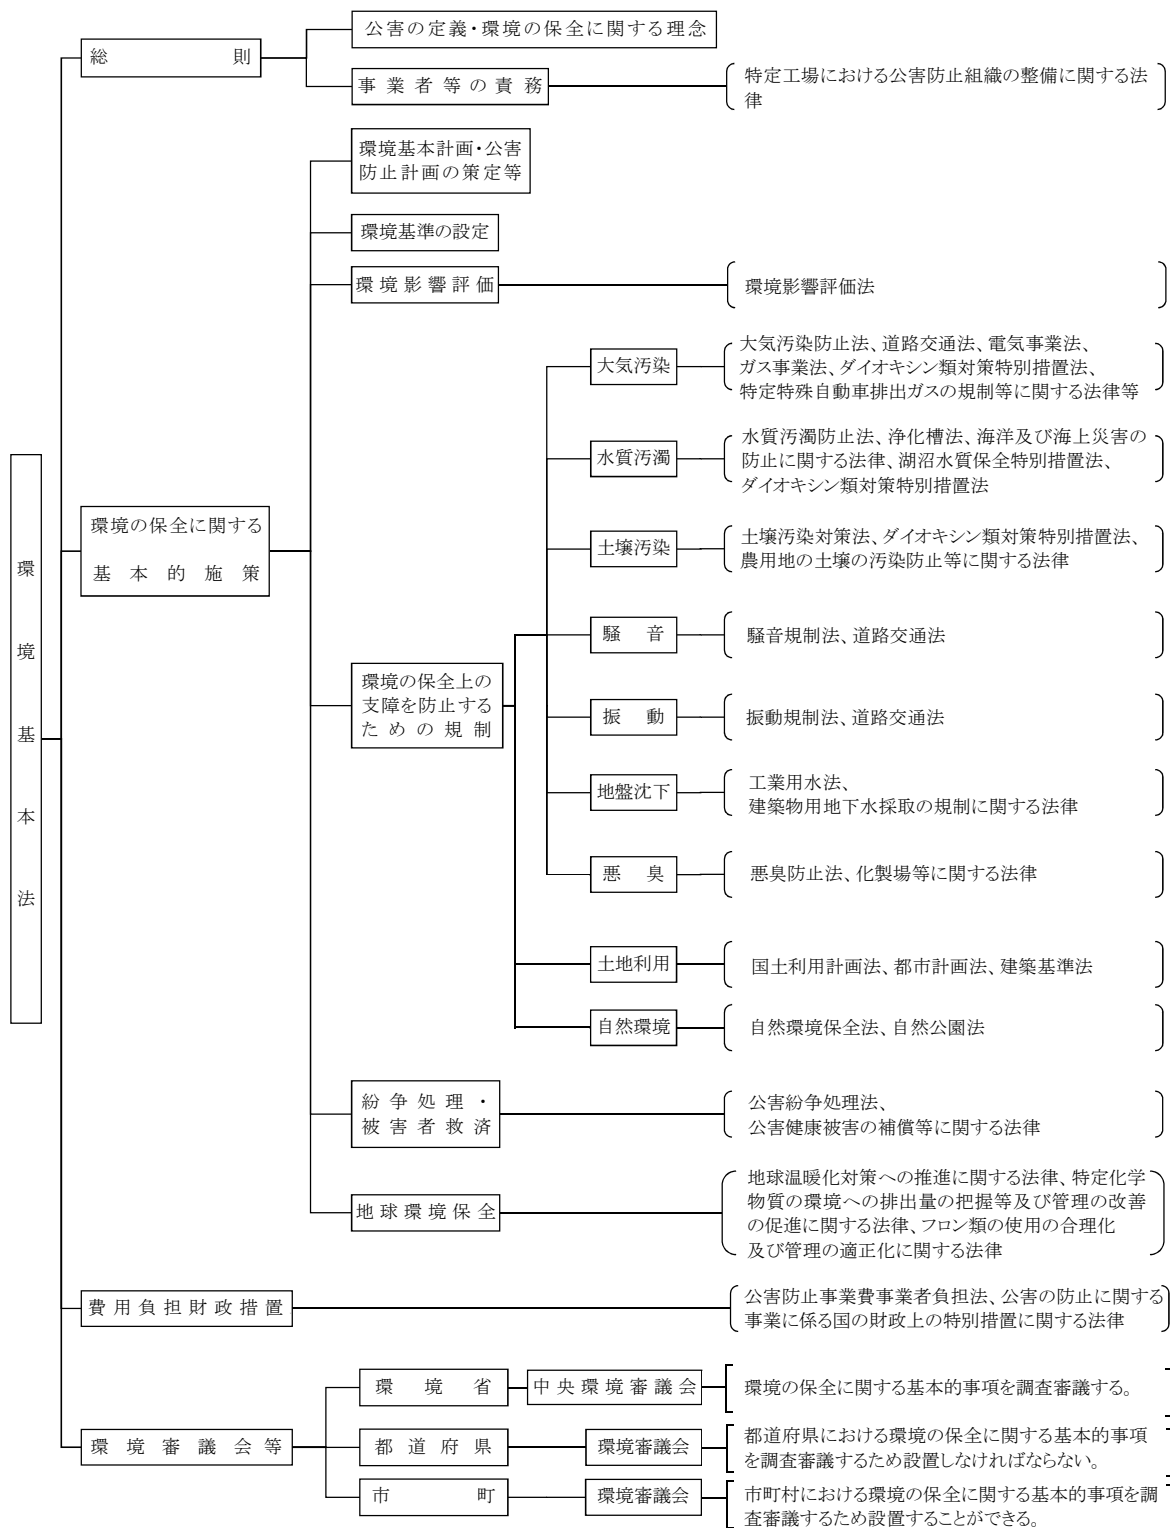 環境基本法
総則
公害の定義・環境の保全に関する理念
事業者等の責務
特定工場における公害防止組織の整備に関する法
律
環境の保全に関する
基本的施策
環境基本計画・公害
防止計画の策定等
環境基準の設定
環境影響評価
環境影響評価法
環境の保全上の
支障を防止する
ための規制
大気汚染
大気汚染防止法、道路交通法、電気事業法、
ガス事業法、ダイオキシン類対策特別措置法、
特定特殊自動車排出ガスの規制等に関する法律等
水質汚濁
水質汚濁防止法、浄化槽法、海洋及び海上災害の
防止に関する法律、湖沼水質保全特別措置法、
ダイオキシン類対策特別措置法
土壌汚染
土壌汚染対策法、ダイオキシン類対策特別措置法、
農用地の土壌の汚染防止等に関する法律
騒音
騒音規制法、道路交通法
振動
振動規制法、道路交通法
地盤沈下
工業用水法、
建築物用地下水採取の規制に関する法律
悪臭
悪臭防止法、化製場等に関する法律
土地利用
国土利用計画法、都市計画法、建築基準法
自然環境
自然環境保全法、自然公園法
紛争処理・
被害者救済
公害紛争処理法、
公害健康被害の補償等に関する法律
地球環境保全
地球温暖化対策への推進に関する法律、特定化学
物質の環境への排出量の把握等及び管理の改善
の促進に関する法律、フロン類の使用の合理化
及び管理の適正化に関する法律
費用負担財政措置
公害防止事業費事業者負担法、公害の防止に関する
事業に係る国の財政上の特別措置に関する法律
環境審議会等
環境省
中央環境審議会
環境の保全に関する基本的事項を調査審議する。
都道府県
環境審議会
都道府県における環境の保全に関する基本的事項
を調査審議するため設置しなければならない。
市町
環境審議会
市町村における環境の保全に関する基本的事項を調
査審議するため設置することができる。